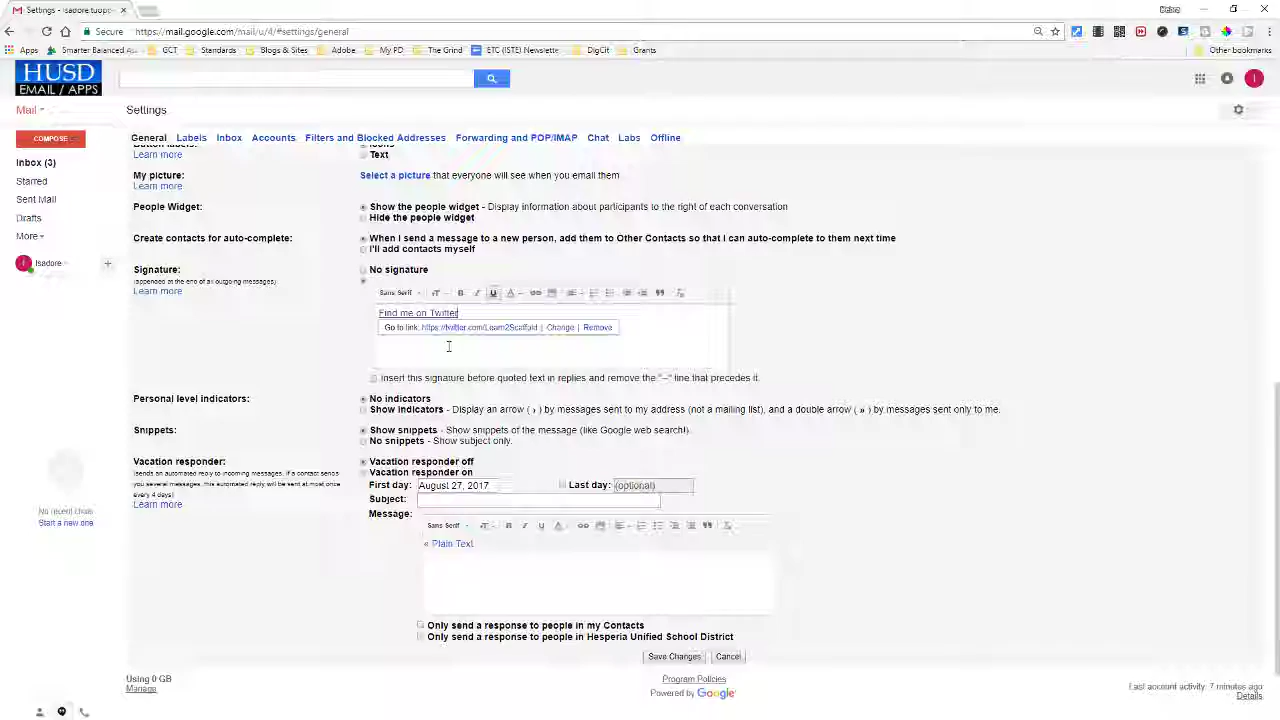 Settings - Isadore.tuopr
Secure https://mail.google.com/mail/u/4/#settings/general
Apps Smarter Balanced As GCT Standards Blogs & Sites Adobe My PD The Grind ETC (ISTE) Newsletter DigCit Grants Other bookmarks
HUSD
EMAIL / APPS
Mail
Settings
COMPOSE
General Labels Inbox Accounts Filters and Blocked Addresses Forwarding and POP/IMAP Chat Labs Offline
Inbox (3)
Starred
Sent Mail
Drafts
More
Isadore
Button labels: Icons
Learn more
Text
My picture: Select a picture that everyone will see when you email them
Learn more
People Widget: Show the people widget - Display information about participants to the right of each conversation
Hide the people widget
Create contacts for auto-complete: When I send a message to a new person, add them to Other Contacts so that I can auto-complete to them next time
I'll add contacts myself
Signature: No signature
(appended at the end of all outgoing messages)
Learn more
Sans Serif
Find me on Twitter
Go to link: https://twitter.com/Learn2Scaffold | Change | Remove
Insert this signature before quoted text in replies and remove the "--" line that precedes it.
Personal level indicators: No indicators
Show indicators - Display an arrow ( › ) by messages sent to my address (not a mailing list), and a double arrow ( » ) by messages sent only to me.
Snippets: Show snippets - Show snippets of the message (like Google web search!).
No snippets - Show subject only.
Vacation responder: Vacation responder off
(sends an automated reply to incoming messages. If a contact sends you several messages, this automated reply will be sent at most once every 4 days)
Learn more
Vacation responder on
First day: August 27, 2017 Last day: (optional)
Subject:
Message:
Sans Serif
« Plain Text
Only send a response to people in my Contacts
Only send a response to people in Hesperia Unified School District
Save Changes Cancel
No recent chats
Start a new one
Using 0 GB
Manage
Program Policies
Powered by Google
Last account activity: 7 minutes ago
Details